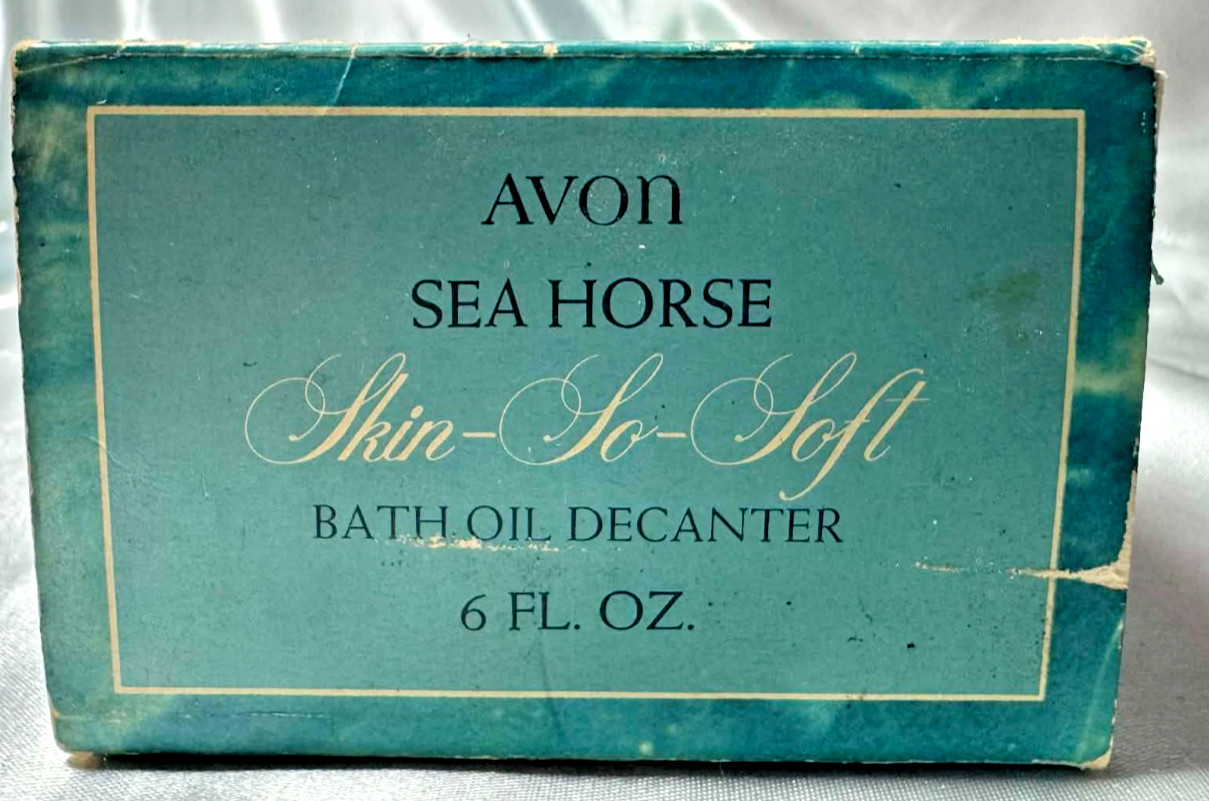 AVON
SEA HORSE
Skin-So-Soft
BATH OIL DECANTER
6 FL. OZ.